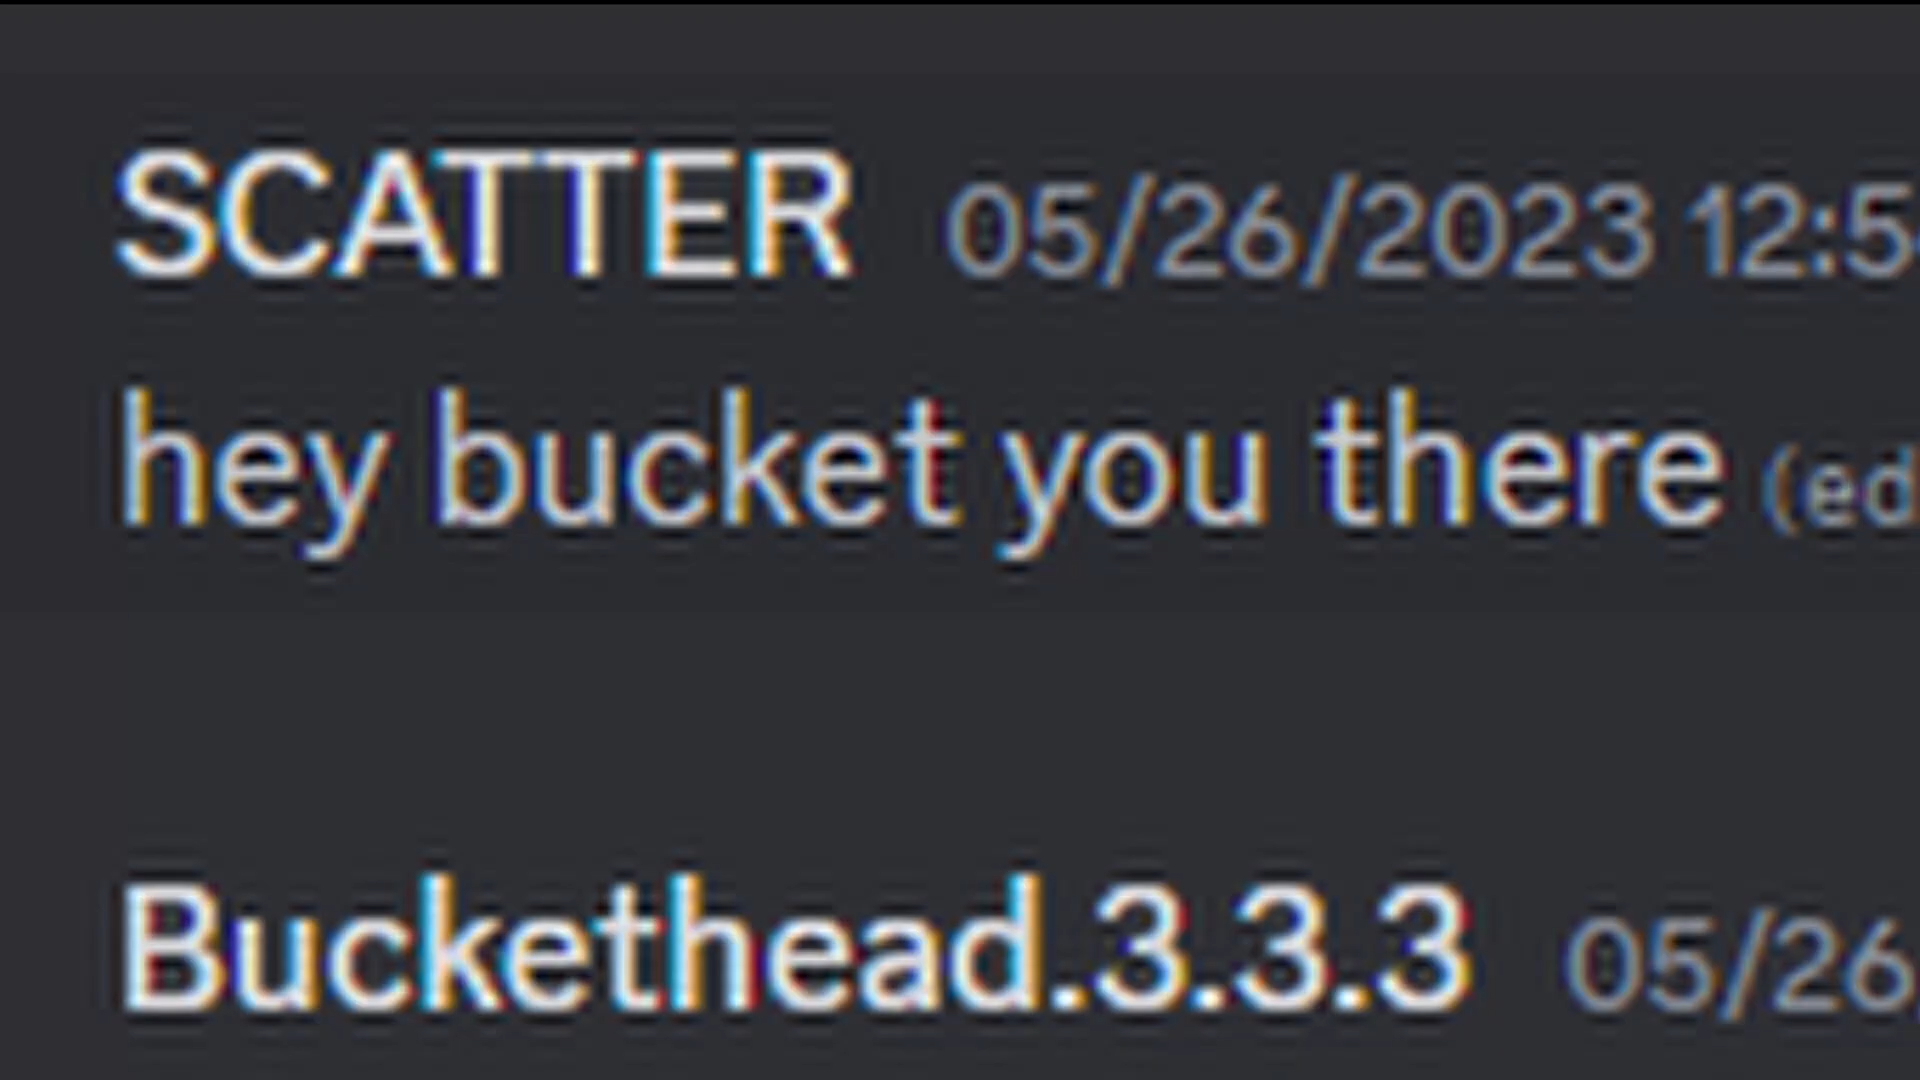 SCATTER 05/26/2023 12:5
hey bucket you there (ed
Buckethead.3.3.3 05/26